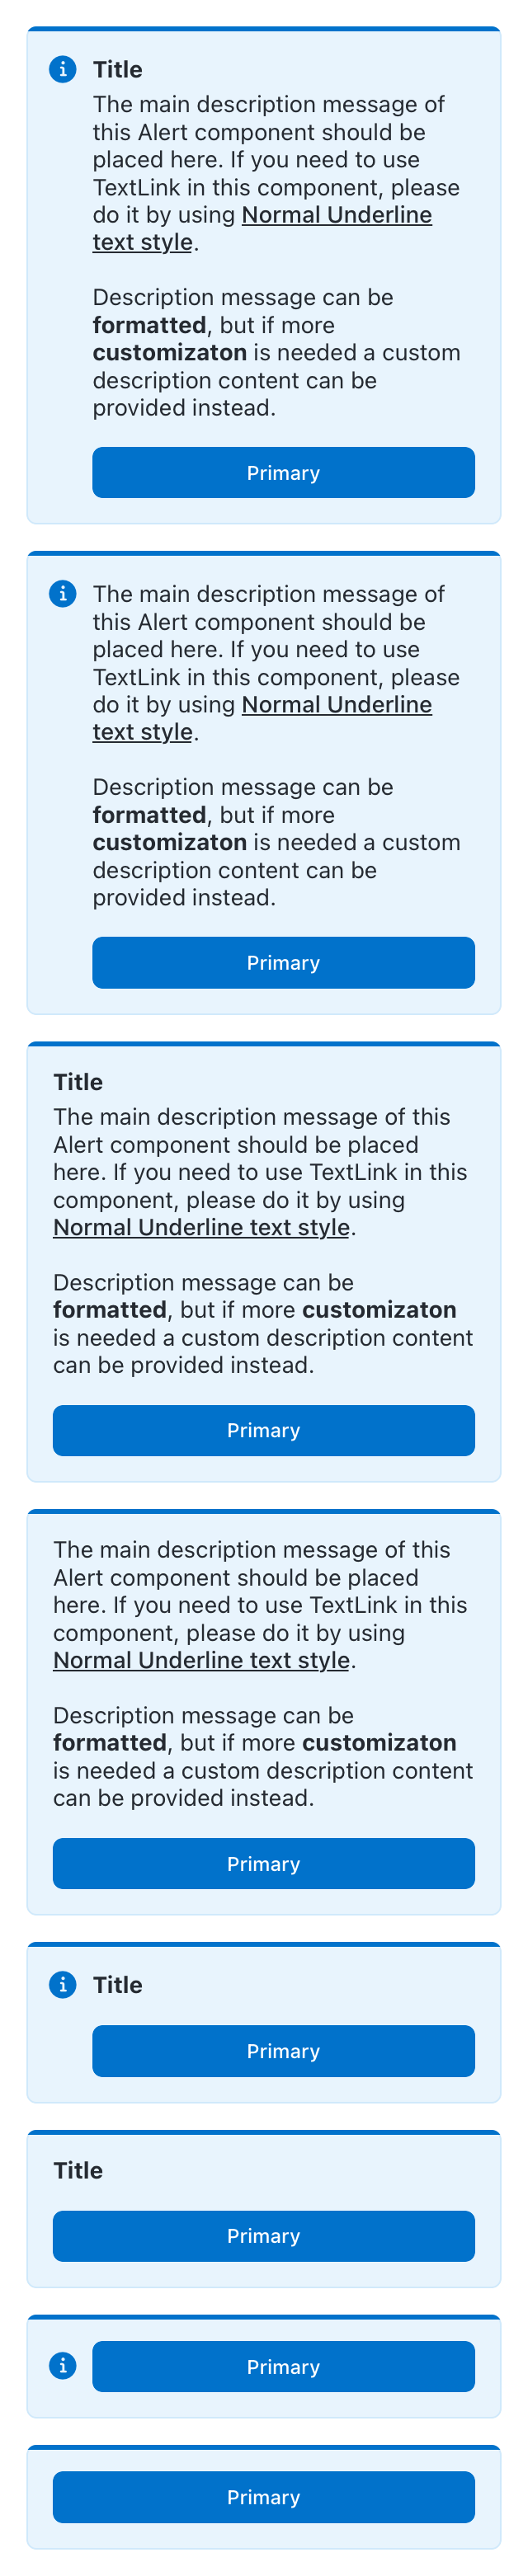 Title
The main description message of
this Alert component should be
placed here. If you need to use
TextLink in this component, please
do it by using Normal Underline
text style.
Description message can be
formatted, but if more
customizaton is needed a custom
description content can be
provided instead.
Primary
The main description message of
this Alert component should be
placed here. If you need to use
TextLink in this component, please
do it by using Normal Underline
text style.
Description message can be
formatted, but if more
customizaton is needed a custom
description content can be
provided instead.
Primary
Title
The main description message of this
Alert component should be placed
here. If you need to use TextLink in this
component, please do it by using
Normal Underline text style.
Description message can be
formatted, but if more customizaton
is needed a custom description content
can be provided instead.
Primary
The main description message of this
Alert component should be placed
here. If you need to use TextLink in this
component, please do it by using
Normal Underline text style.
Description message can be
formatted, but if more customizaton
is needed a custom description content
can be provided instead.
Primary
Title
Primary
Title
Primary
Primary
Primary